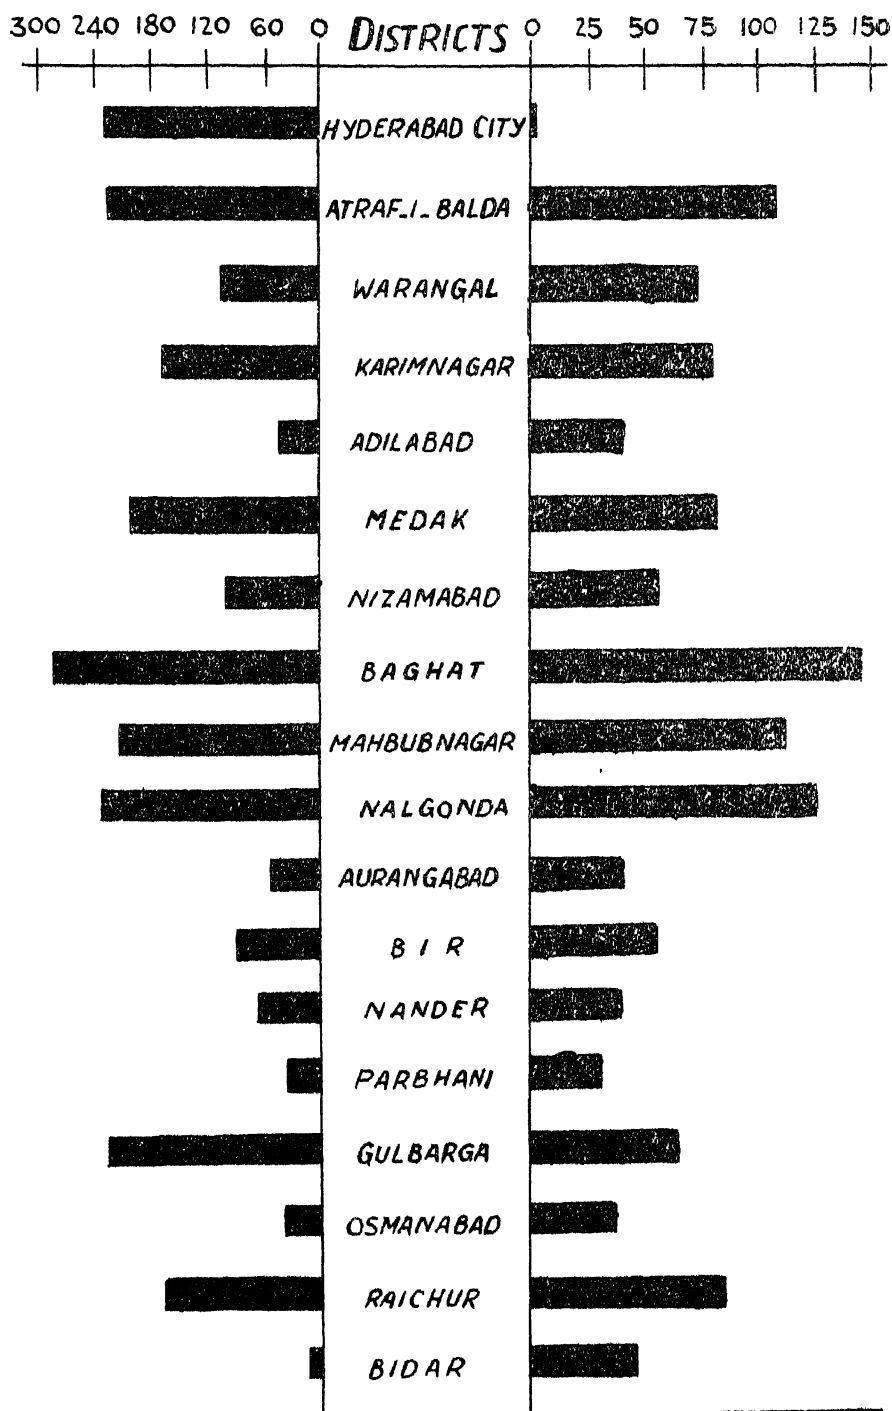 300 240 180 120 60 0 DISTRICTS 0 25 50 75 100 125 150
HYDERABAD CITY
ATRAF-I-BALDA
WARANGAL
KARIMNAGAR
ADILABAD
MEDAK
NIZAMABAD
BAGHAT
MAHBUBNAGAR
NALGONDA
AURANGABAD
BIR
NANDER
PARBHANI
GULBARGA
OSMANABAD
RAICHUR
BIDAR